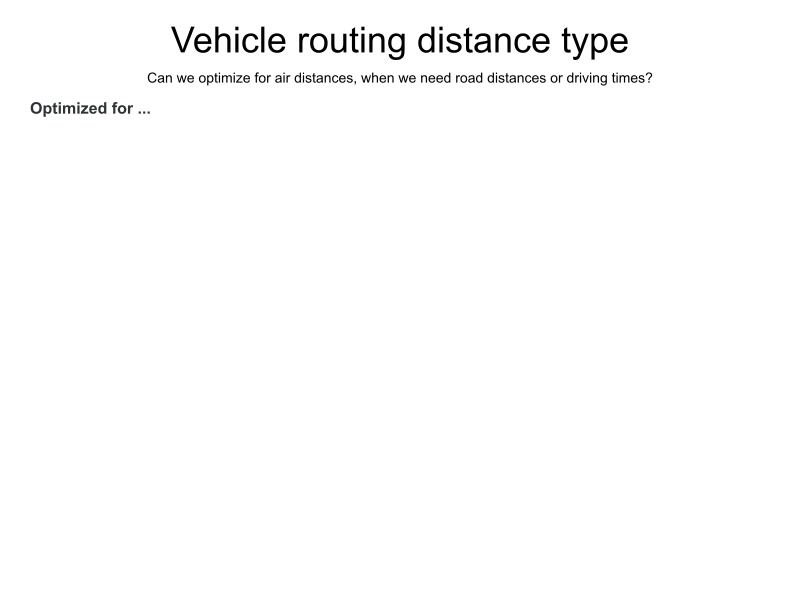 Vehicle routing distance type
Can we optimize for air distances, when we need road distances or driving times?
Optimized for ...